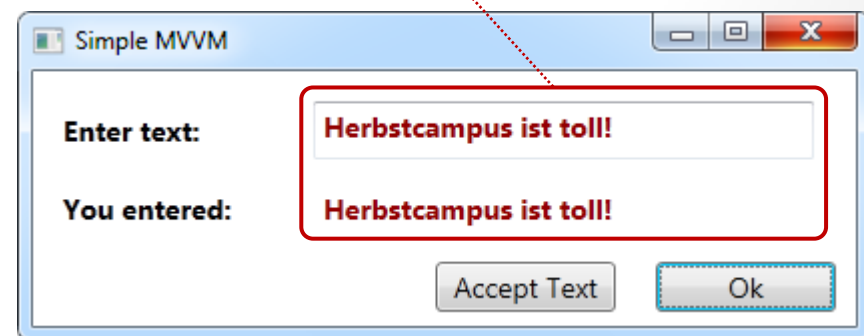 Simple MVVM
Enter text: Herbstcampus ist toll!
You entered: Herbstcampus ist toll!
Accept Text Ok